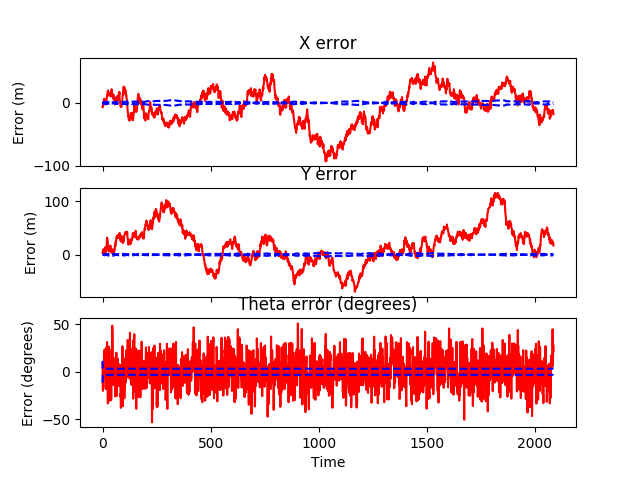 X error
Error (m)
0
−100
Y error
Error (m)
100
0
Theta error (degrees)
Error (degrees)
50
0
−50
0 500 1000 1500 2000
Time